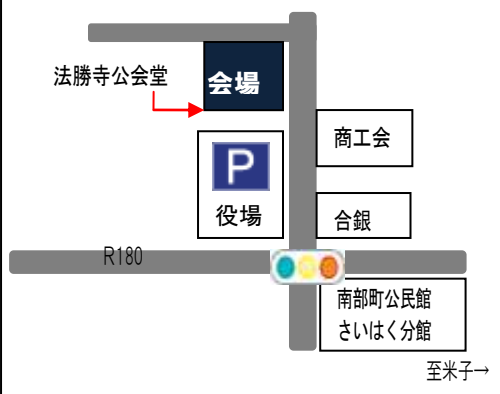 法勝寺公会堂
会場
商工会
P
役場
合銀
R180
南部町公民館
さいはく分館
至米子→